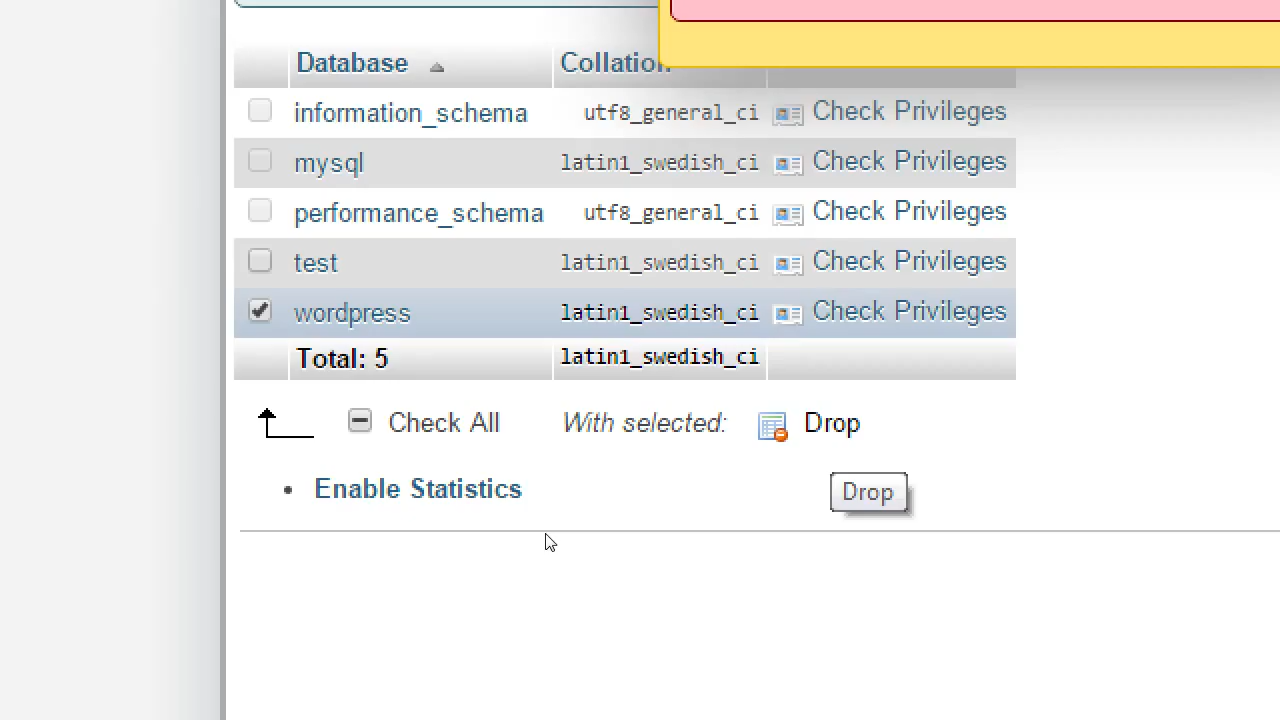 Database Collation
information_schema utf8_general_ci Check Privileges
mysql latin1_swedish_ci Check Privileges
performance_schema utf8_general_ci Check Privileges
test latin1_swedish_ci Check Privileges
wordpress latin1_swedish_ci Check Privileges
Total: 5 latin1_swedish_ci
Check All With selected: Drop
• Enable Statistics
Drop